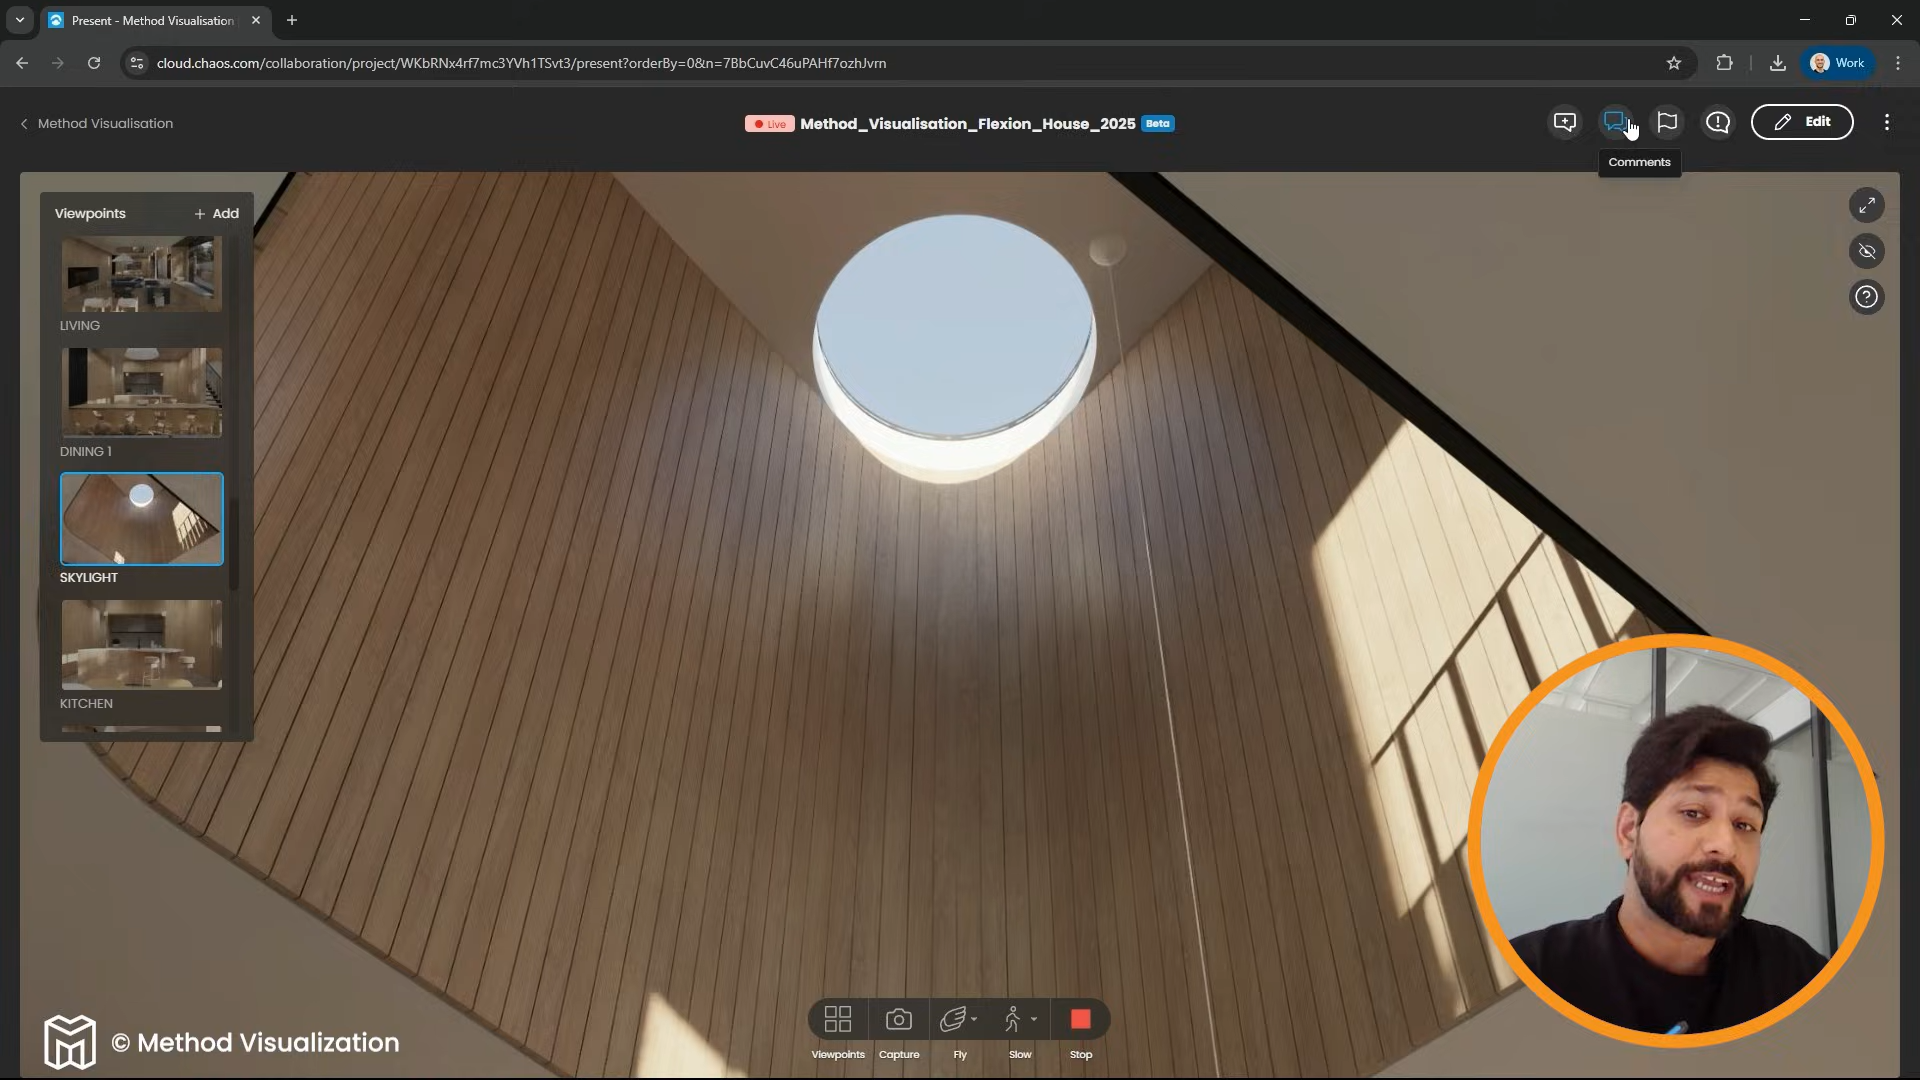 Present - Method Visualisation
cloud.chaos.com/collaboration/project/WKbRNx4rf7mc3YVh1TSvt3/present?orderBy=0&n=7BbCuvC46uPAHf7ozhJvrn
Work
Method Visualisation
Live
Method_Visualisation_Flexion_House_2025
Beta
Edit
Comments
Viewpoints
+ Add
LIVING
DINING 1
SKYLIGHT
KITCHEN
© Method Visualization
Viewpoints
Capture
Fly
Slow
Stop